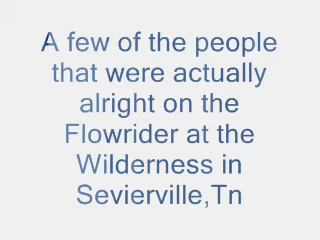 A few of the people
that were actually
alright on the
Flowrider at the
Wilderness in
Sevierville,Tn